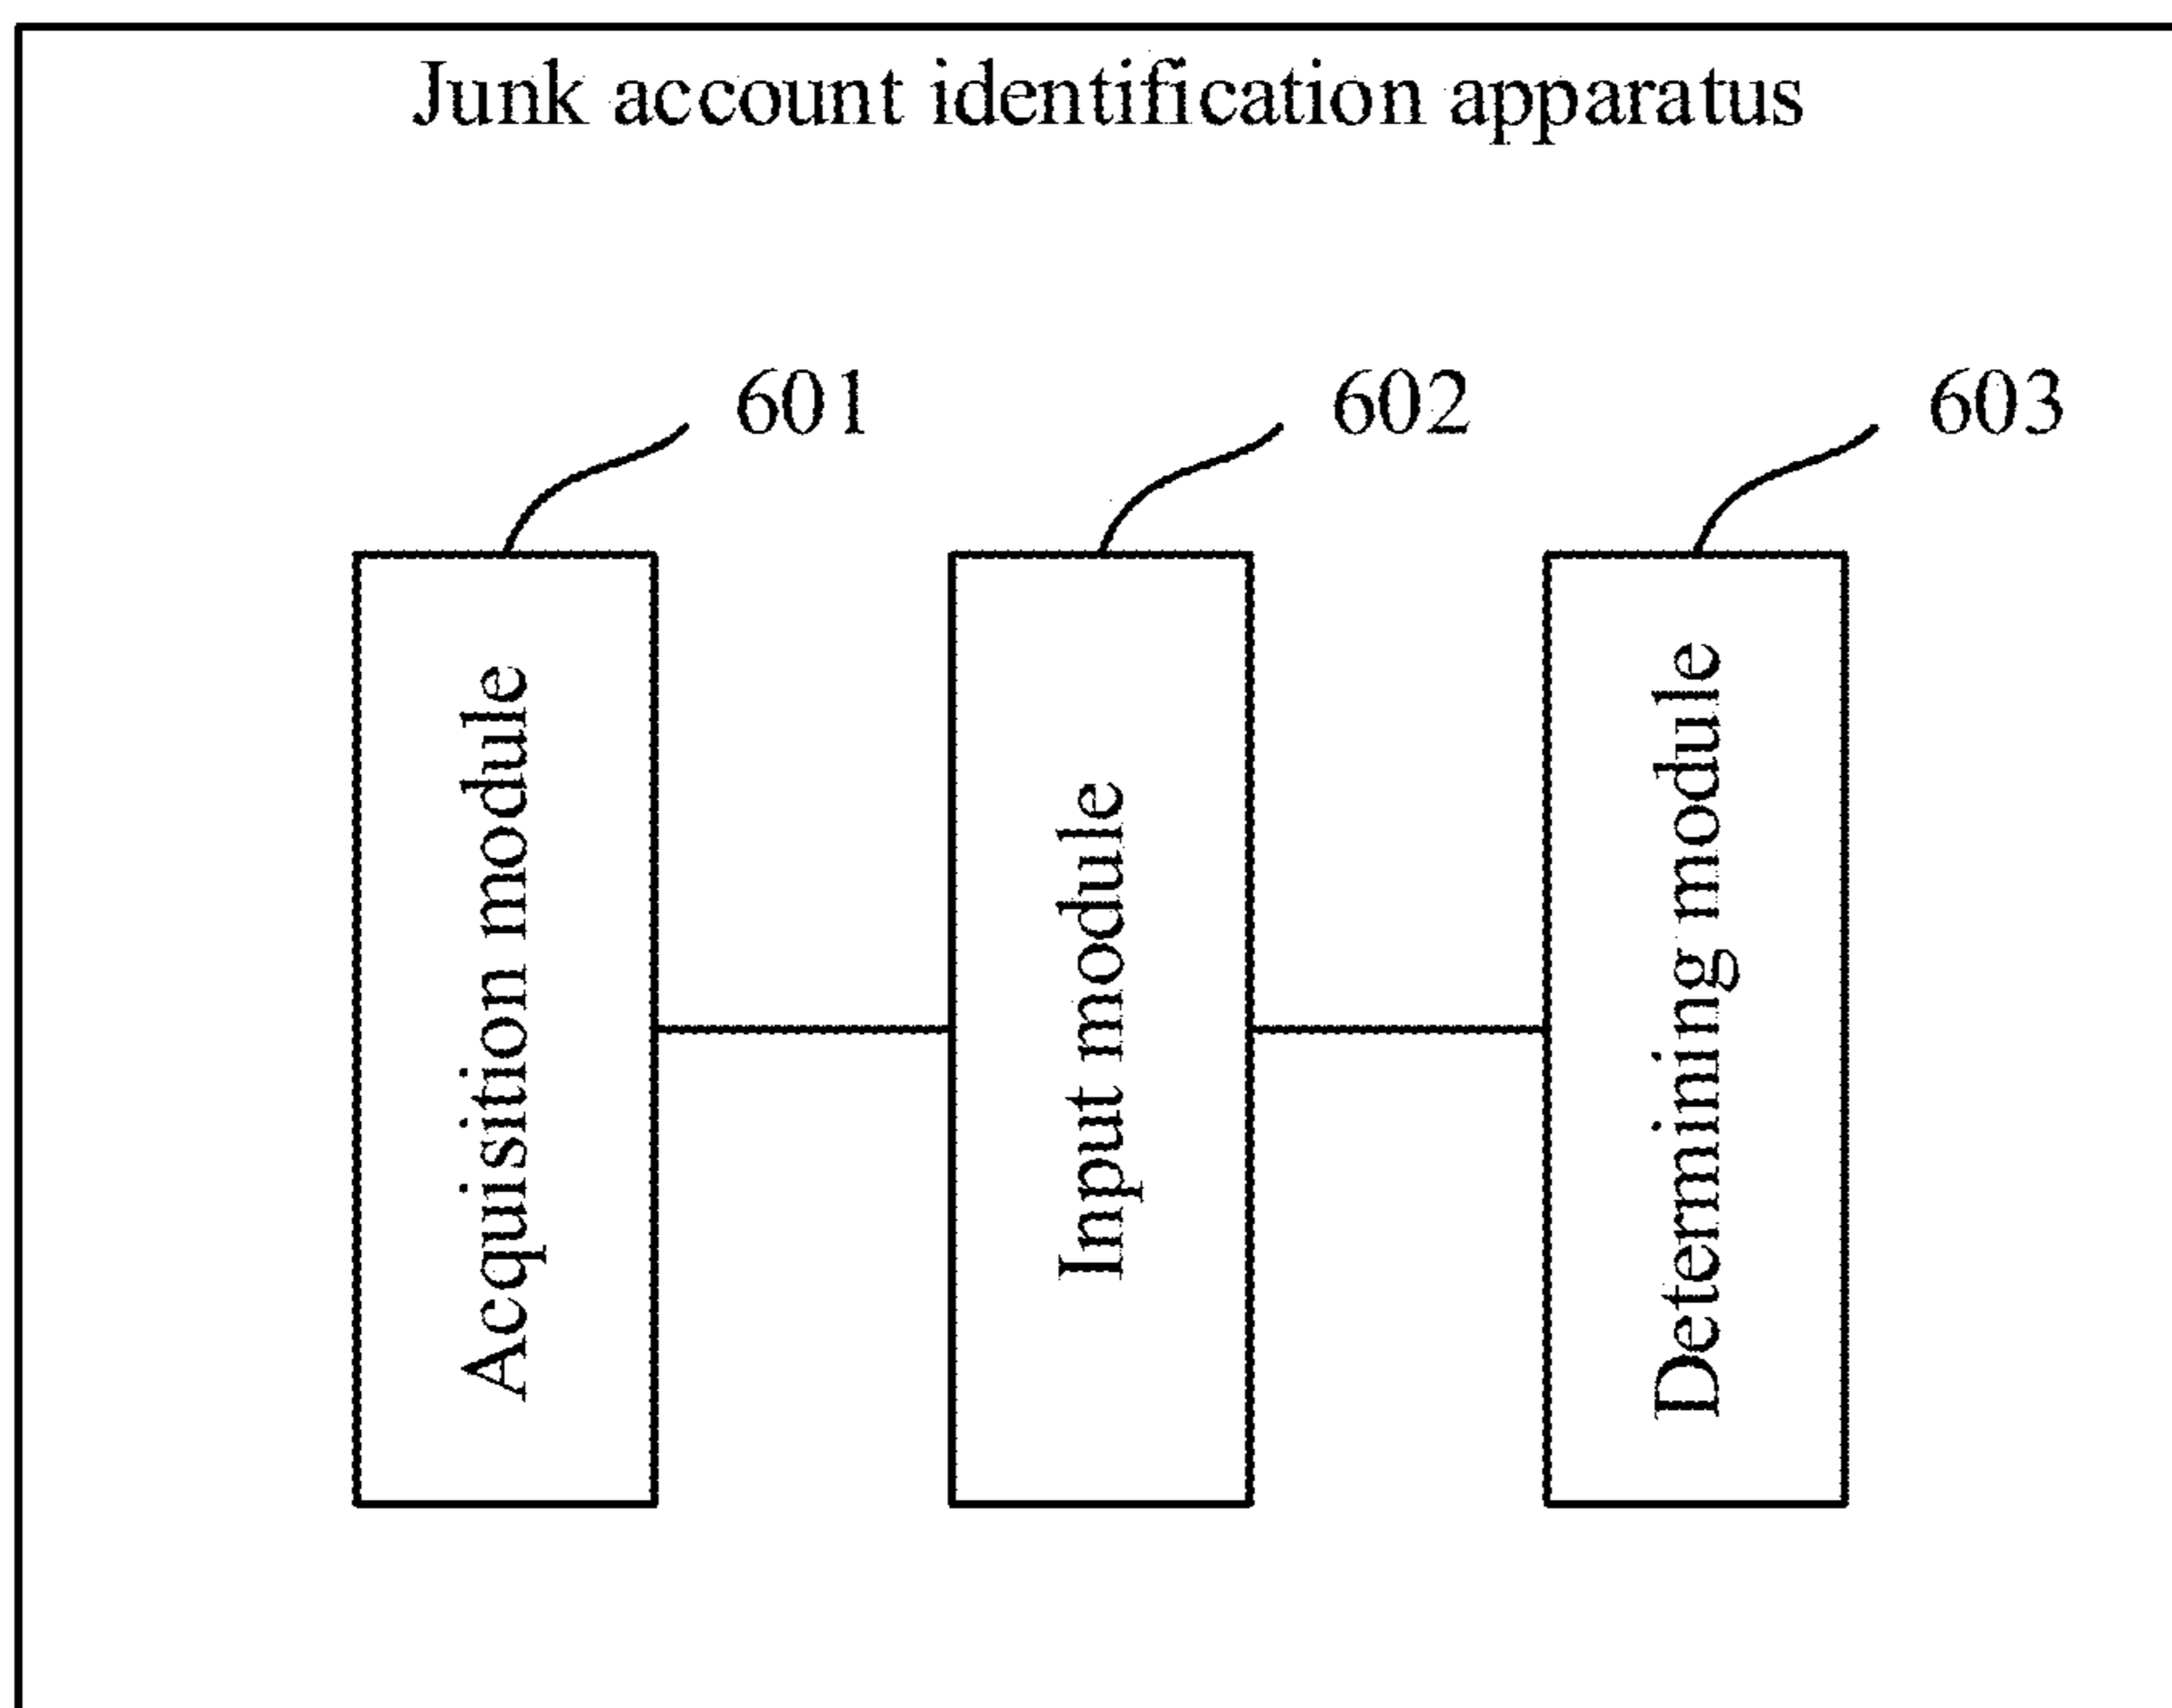 Junk account identification apparatus
601
602
603
Acquisition module
Input module
Determining module